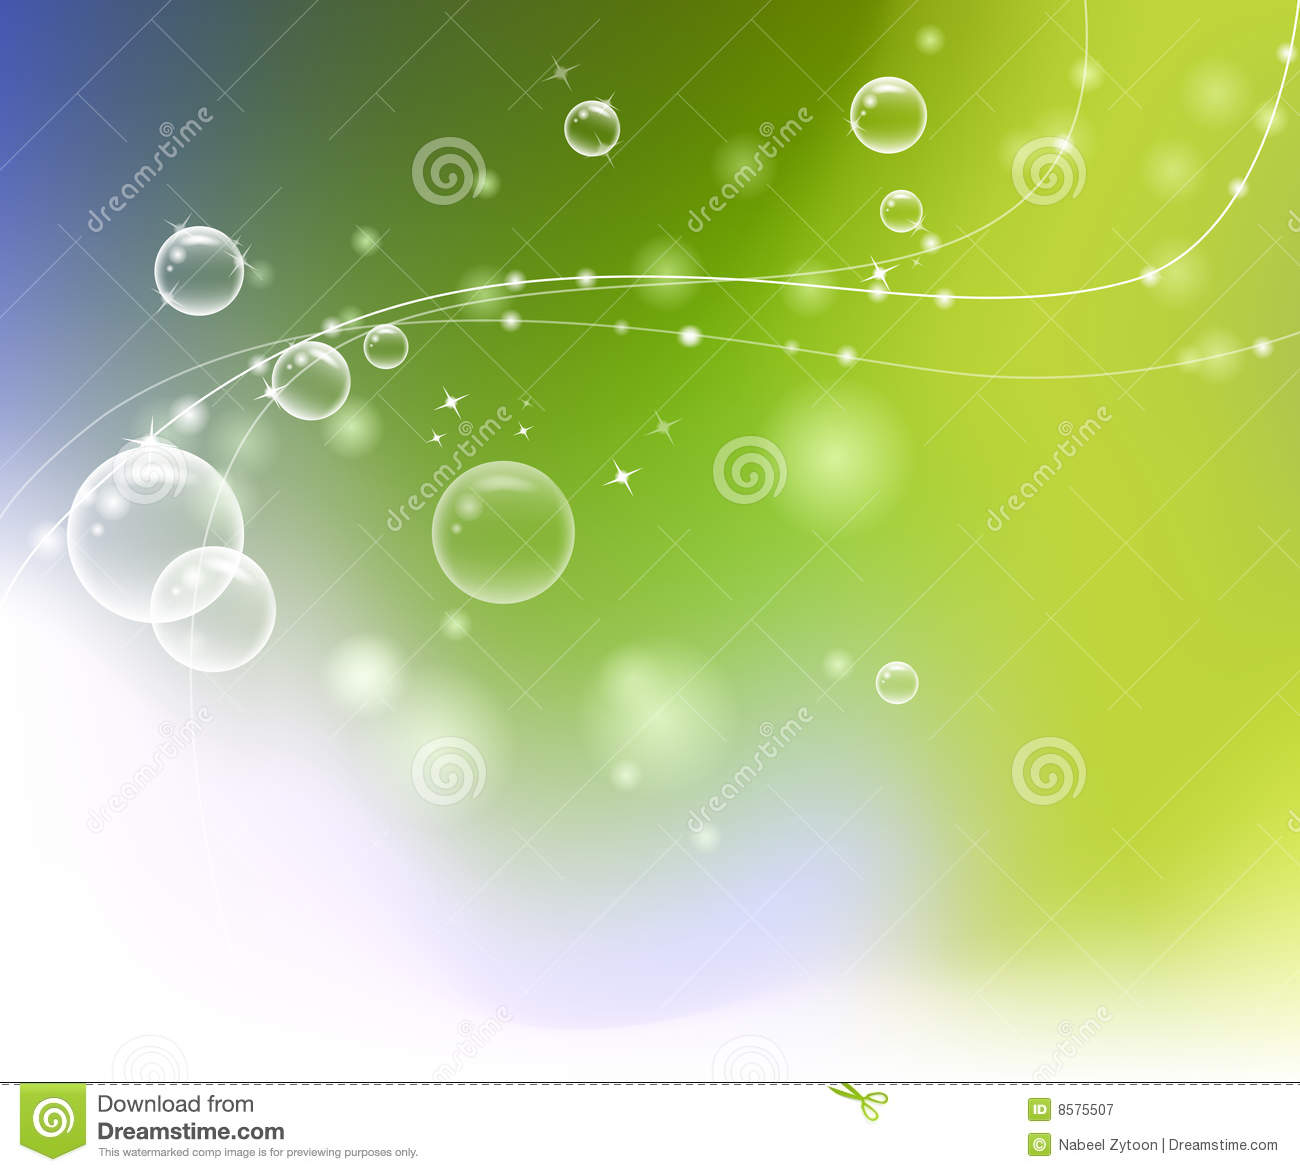 dreamstime
dreamstime
dreamstime
dreamstime
dreamstime
dreamstime
dreamstime
dreamstime
Download from
Dreamstime.com
This watermarked comp image is for previewing purposes only.
ID 8575507
© Nabeel Zytoon | Dreamstime.com